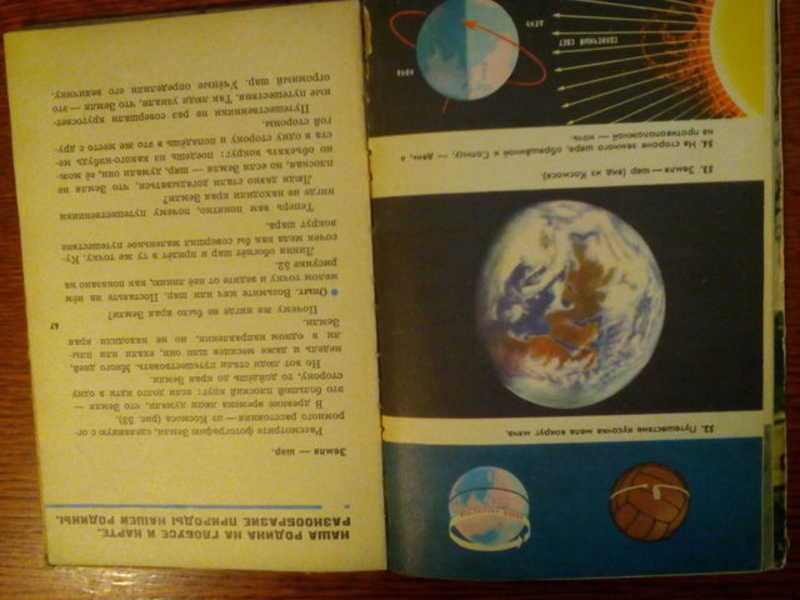 32. Путешествие кусочка мела вокруг мяча.
33. Земля — шар (вид из Космоса).
34. На стороне земного шара, обращённой к Солнцу, — день, а
на противоположной — ночь.
СОЛНЕЧНЫЙ СВЕТ
ДЕНЬ
НОЧЬ
НАША РОДИНА НА ГЛОБУСЕ И КАРТЕ.
РАЗНООБРАЗИЕ ПРИРОДЫ НАШЕЙ РОДИНЫ.
Земля — шар.
Рассмотрите фотографию Земли, сделанную с ог-
ромного расстояния — из Космоса (рис. 33).
В древние времена люди думали, что Земля —
это большой плоский круг: если долго идти в одну
сторону, то дойдёшь до края Земли.
Но вот люди стали путешествовать. Много дней,
недель и даже месяцев шли они, ехали или плы-
ли в одном направлении, но не находили края
Земли.
Почему же нигде не было края Земли?
● Опыт. Возьмите мяч или шар. Поставьте на нём
мелом точку и ведите от неё линию, как показано на
рисунке 32.
Линия обогнёт шар и придёт в ту же точку. Ку-
сочек мела как бы совершил маленькое путешествие
вокруг шара.
Теперь вам понятно, почему путешественники
нигде не находили края Земли?
Люди давно стали догадываться, что Земля не
плоская, но если Земля — шар, думали они, её мож-
но объехать вокруг: поедешь из какого-нибудь ме-
ста в одну сторону и попадёшь в это же место с дру-
гой стороны.
Путешественники не раз совершали кругосвет-
ные путешествия. Так люди узнали, что Земля — это
огромный шар. Учёные определили его величину.
47